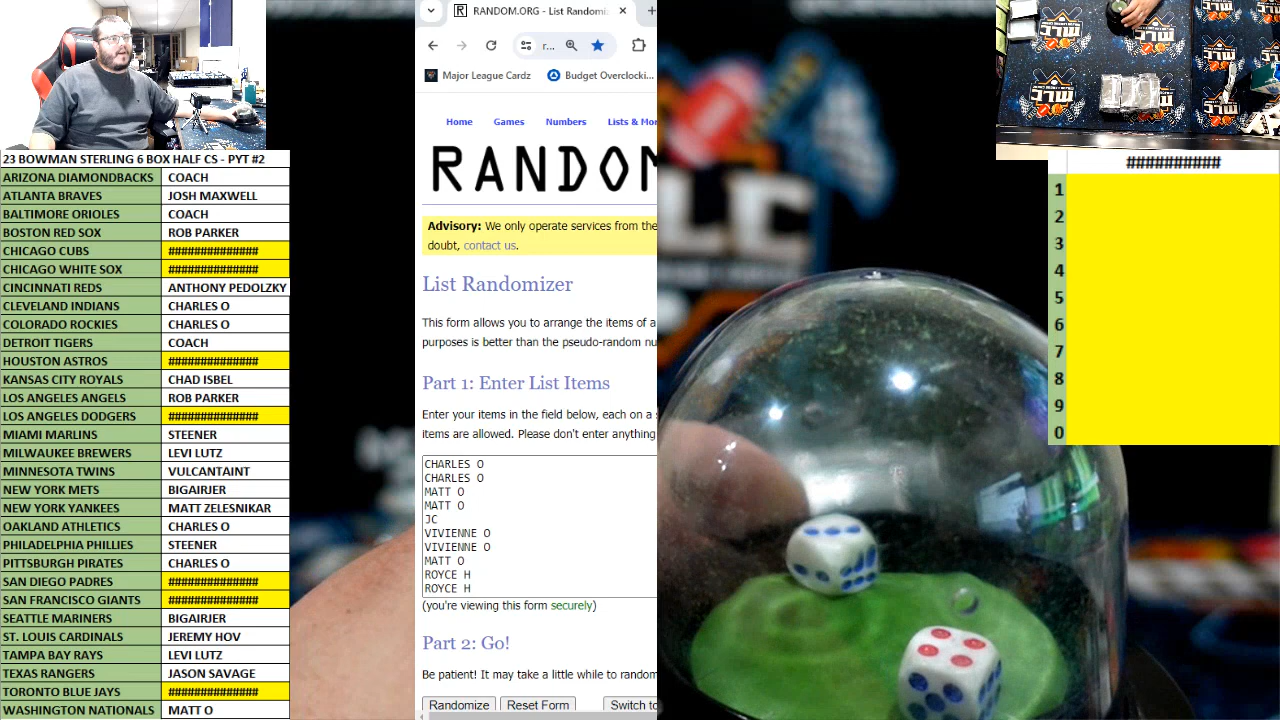 23 BOWMAN STERLING 6 BOX HALF CS - PYT #2
ARIZONA DIAMONDBACKS COACH
ATLANTA BRAVES JOSH MAXWELL
BALTIMORE ORIOLES COACH
BOSTON RED SOX ROB PARKER
CHICAGO CUBS ##############
CHICAGO WHITE SOX ##############
CINCINNATI REDS ANTHONY PEDOLZKY
CLEVELAND INDIANS CHARLES O
COLORADO ROCKIES CHARLES O
DETROIT TIGERS COACH
HOUSTON ASTROS ##############
KANSAS CITY ROYALS CHAD ISBEL
LOS ANGELES ANGELS ROB PARKER
LOS ANGELES DODGERS ##############
MIAMI MARLINS STEENER
MILWAUKEE BREWERS LEVI LUTZ
MINNESOTA TWINS VULCANTAINT
NEW YORK METS BIGAIRJER
NEW YORK YANKEES MATT ZELESNIKAR
OAKLAND ATHLETICS CHARLES O
PHILADELPHIA PHILLIES STEENER
PITTSBURGH PIRATES CHARLES O
SAN DIEGO PADRES ##############
SAN FRANCISCO GIANTS ##############
SEATTLE MARINERS BIGAIRJER
ST. LOUIS CARDINALS JEREMY HOV
TAMPA BAY RAYS LEVI LUTZ
TEXAS RANGERS JASON SAVAGE
TORONTO BLUE JAYS ##############
WASHINGTON NATIONALS MATT O
RANDOM.ORG - List Randomi
r...
Major League Cardz Budget Overclocki...
Home Games Numbers Lists & Mor
RANDOM
Advisory: We only operate services from the
doubt, contact us.
List Randomizer
This form allows you to arrange the items of a
purposes is better than the pseudo-random nu
Part 1: Enter List Items
Enter your items in the field below, each on a s
items are allowed. Please don't enter anything
CHARLES O
CHARLES O
MATT O
MATT O
JC
VIVIENNE O
VIVIENNE O
MATT O
ROYCE H
ROYCE H
(you're viewing this form securely)
Part 2: Go!
Be patient! It may take a little while to random
Randomize Reset Form Switch to
##########
1
2
3
4
5
6
7
8
9
0